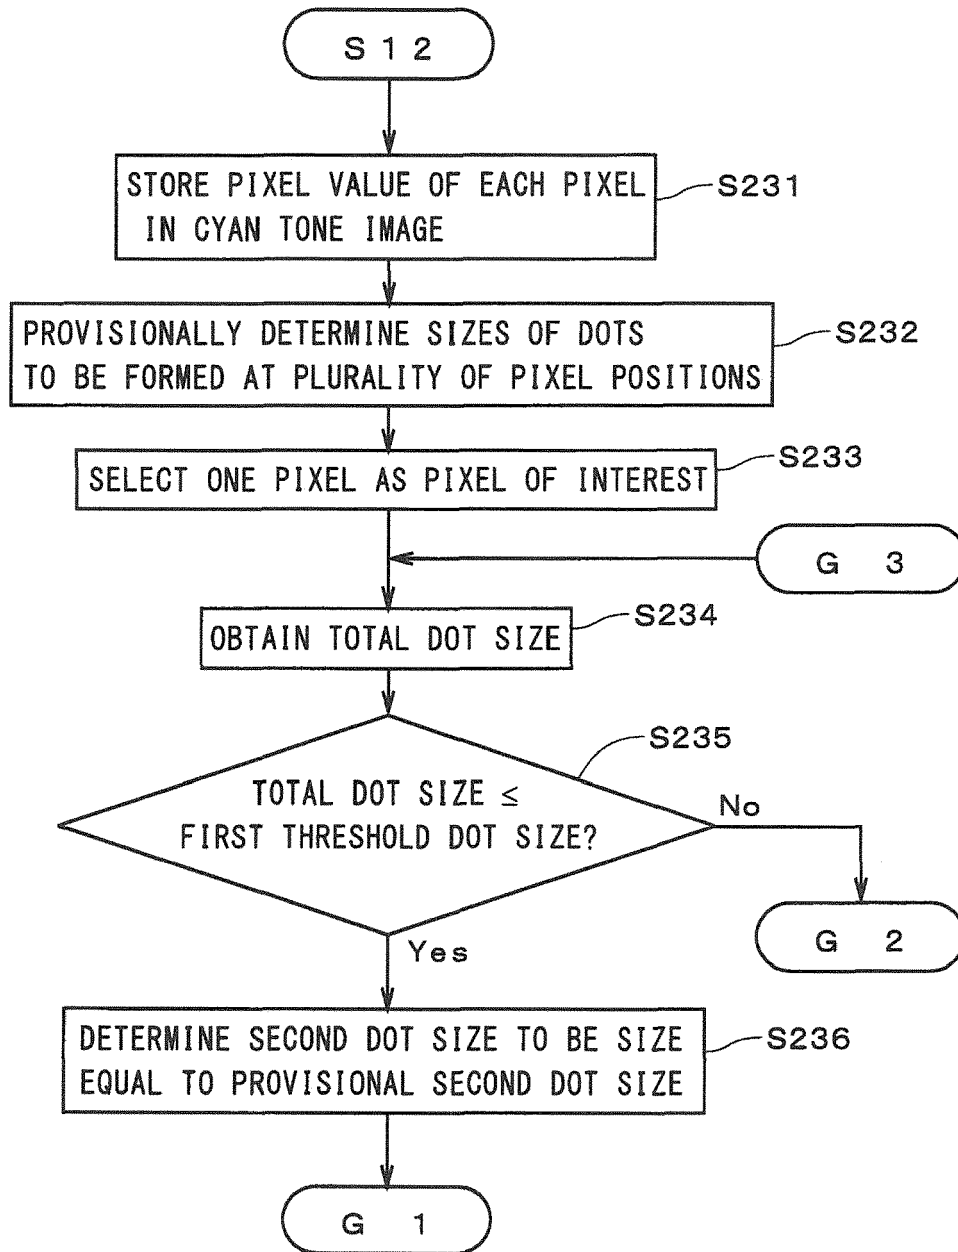 S 1 2
STORE PIXEL VALUE OF EACH PIXEL
IN CYAN TONE IMAGE
S231
PROVISIONALLY DETERMINE SIZES OF DOTS
TO BE FORMED AT PLURALITY OF PIXEL POSITIONS
S232
SELECT ONE PIXEL AS PIXEL OF INTEREST
S233
G 3
OBTAIN TOTAL DOT SIZE
S234
TOTAL DOT SIZE ≤
FIRST THRESHOLD DOT SIZE?
S235
No
G 2
Yes
DETERMINE SECOND DOT SIZE TO BE SIZE
EQUAL TO PROVISIONAL SECOND DOT SIZE
S236
G 1